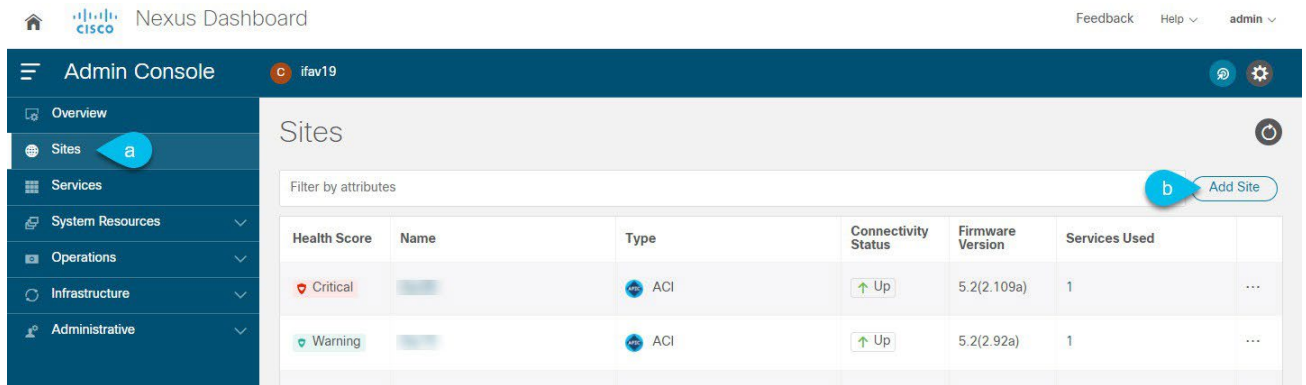 CISCO Nexus Dashboard Feedback Help admin
Admin Console C ifav19
Overview
Sites a
Services
System Resources
Operations
Infrastructure
Administrative
Sites
Filter by attributes b Add Site
Health Score Name Type Connectivity Status Firmware Version Services Used
Critical APIC ACI Up 5.2(2.109a) 1 ...
Warning APIC ACI Up 5.2(2.92a) 1 ...